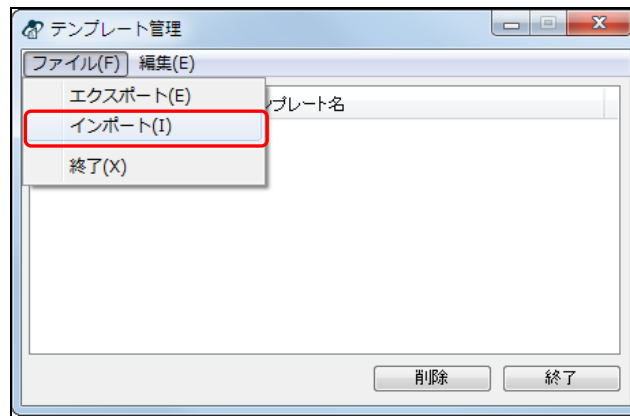 テンプレート管理
ファイル(F) 編集(E)
エクスポート(E)
ンプレート名
インポート(I)
終了(X)
削除 終了